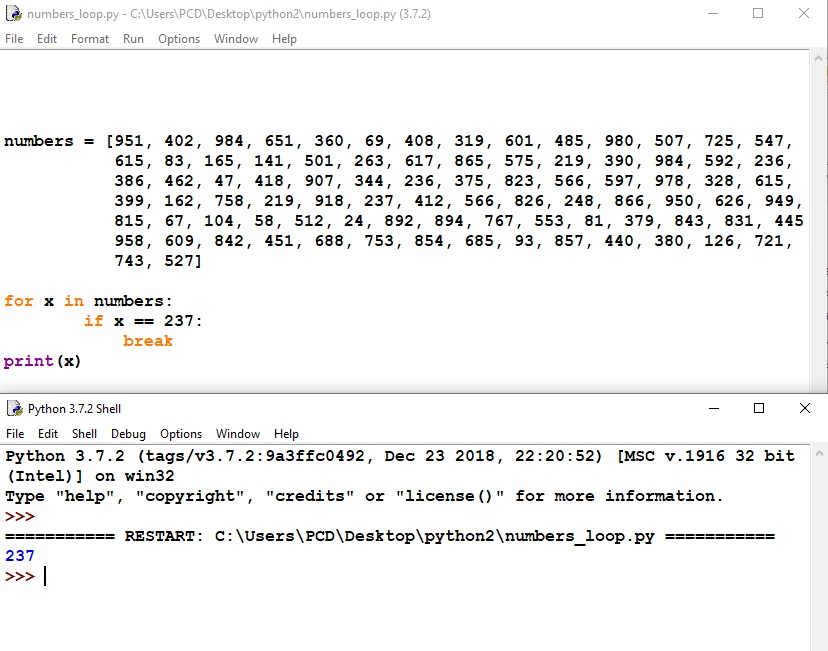 numbers_loop.py - C:\Users\PCD\Desktop\python2\numbers_loop.py (3.7.2)
File Edit Format Run Options Window Help
numbers = [951, 402, 984, 651, 360, 69, 408, 319, 601, 485, 980, 507, 725, 547,
615, 83, 165, 141, 501, 263, 617, 865, 575, 219, 390, 984, 592, 236,
386, 462, 47, 418, 907, 344, 236, 375, 823, 566, 597, 978, 328, 615,
399, 162, 758, 219, 918, 237, 412, 566, 826, 248, 866, 950, 626, 949,
815, 67, 104, 58, 512, 24, 892, 894, 767, 553, 81, 379, 843, 831, 445
958, 609, 842, 451, 688, 753, 854, 685, 93, 857, 440, 380, 126, 721,
743, 527]
for x in numbers:
if x == 237:
break
print(x)
Python 3.7.2 Shell
File Edit Shell Debug Options Window Help
Python 3.7.2 (tags/v3.7.2:9a3ffc0492, Dec 23 2018, 22:20:52) [MSC v.1916 32 bit
(Intel)] on win32
Type "help", "copyright", "credits" or "license()" for more information.
>>>
=========== RESTART: C:\Users\PCD\Desktop\python2\numbers_loop.py ===========
237
>>>